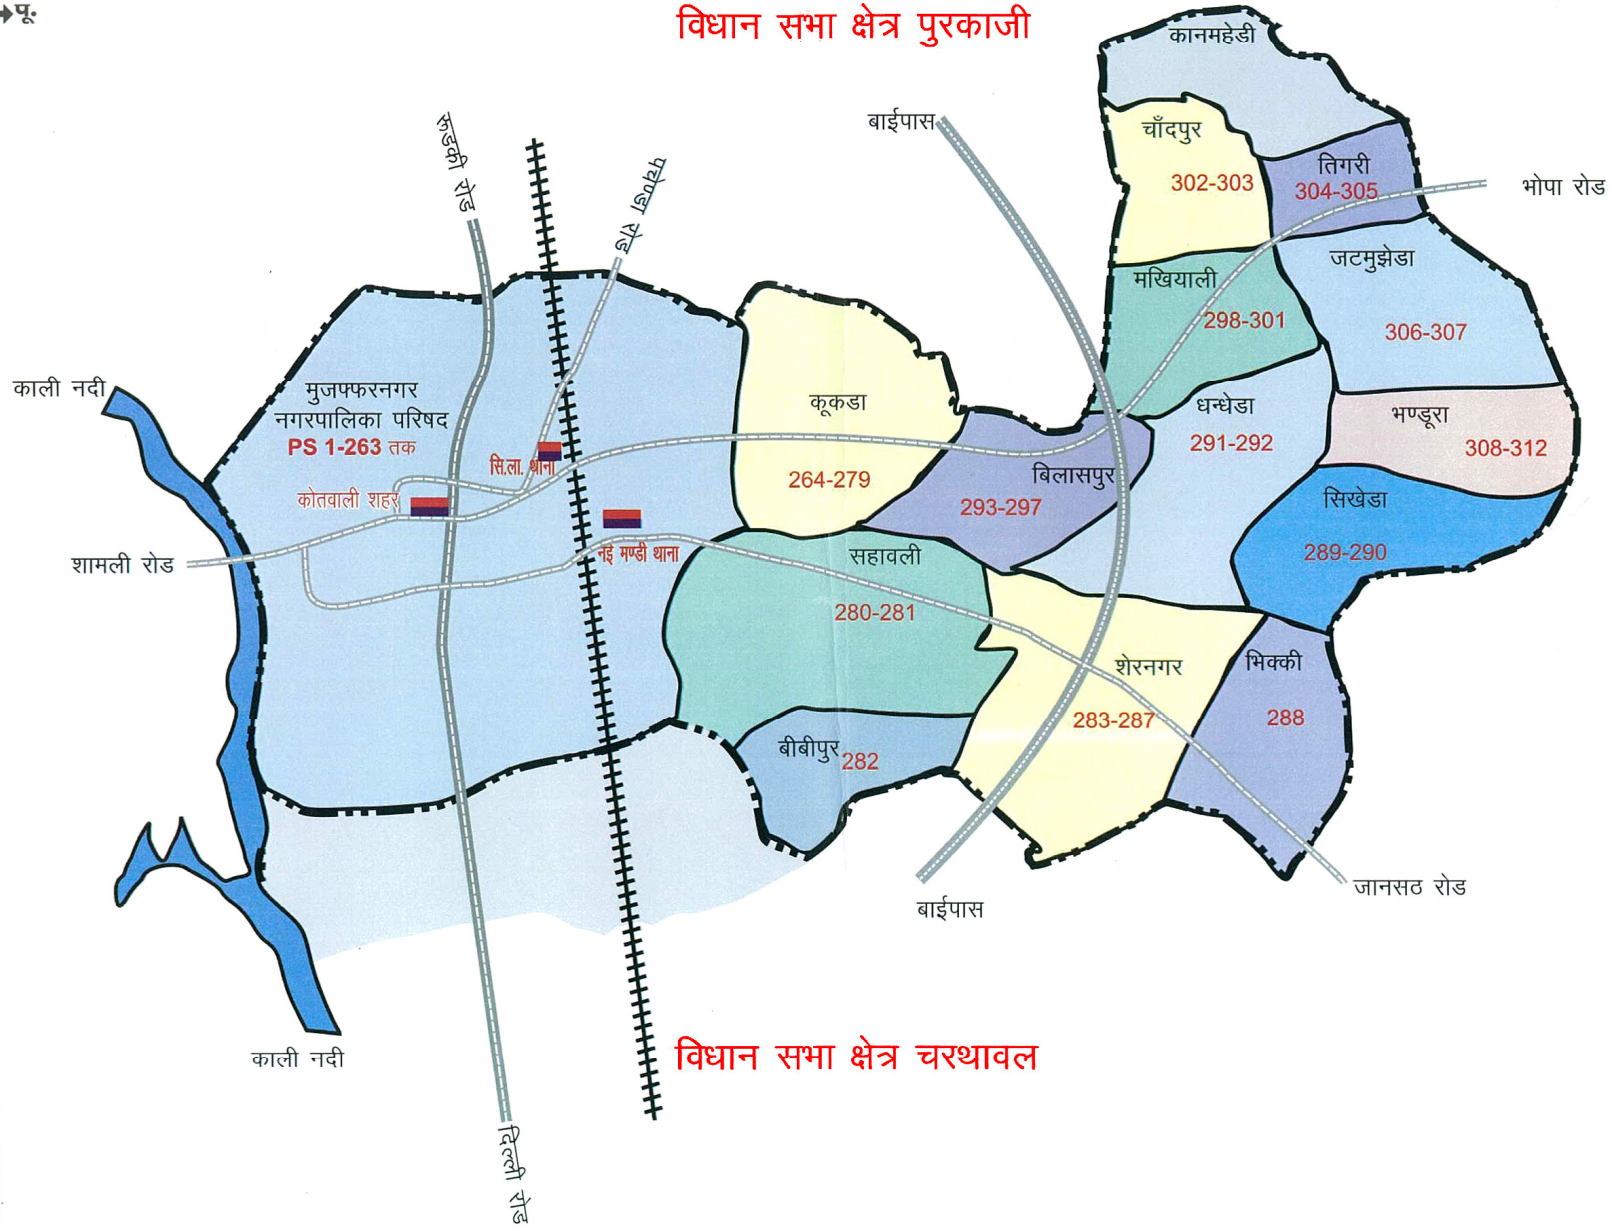 पू.
विधान सभा क्षेत्र पुरकाजी
कानमहेडी
बाईपास
रूडकी रोड
पचेण्डा रोड
चाँदपुर
302-303
तिगरी
304-305
भोपा रोड
जटमुझेडा
306-307
मखियाली
298-301
काली नदी
मुजफ्फरनगर
नगरपालिका परिषद
PS 1-263 तक
कूकडा
264-279
धन्धेडा
291-292
भण्डूरा
308-312
सि.ला. थाना
कोतवाली शहर
बिलासपुर
293-297
सिखेडा
289-290
शामली रोड
नई मण्डी थाना
सहावली
280-281
शेरनगर
283-287
भिक्की
288
बीबीपुर
282
जानसठ रोड
बाईपास
काली नदी
विधान सभा क्षेत्र चरथावल
दिल्ली रोड